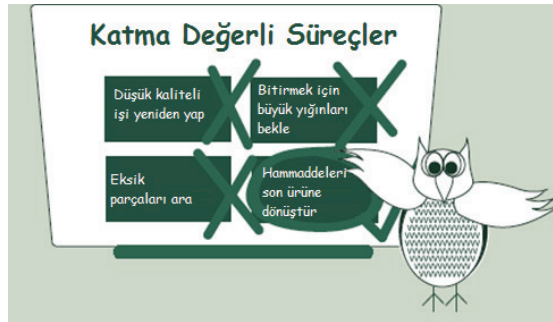 Katma Değerli Süreçler
Düşük kaliteli
işi yeniden yap
Bitirmek için
büyük yığınları
bekle
Eksik
parçaları ara
Hammaddeleri
son ürüne
dönüştür